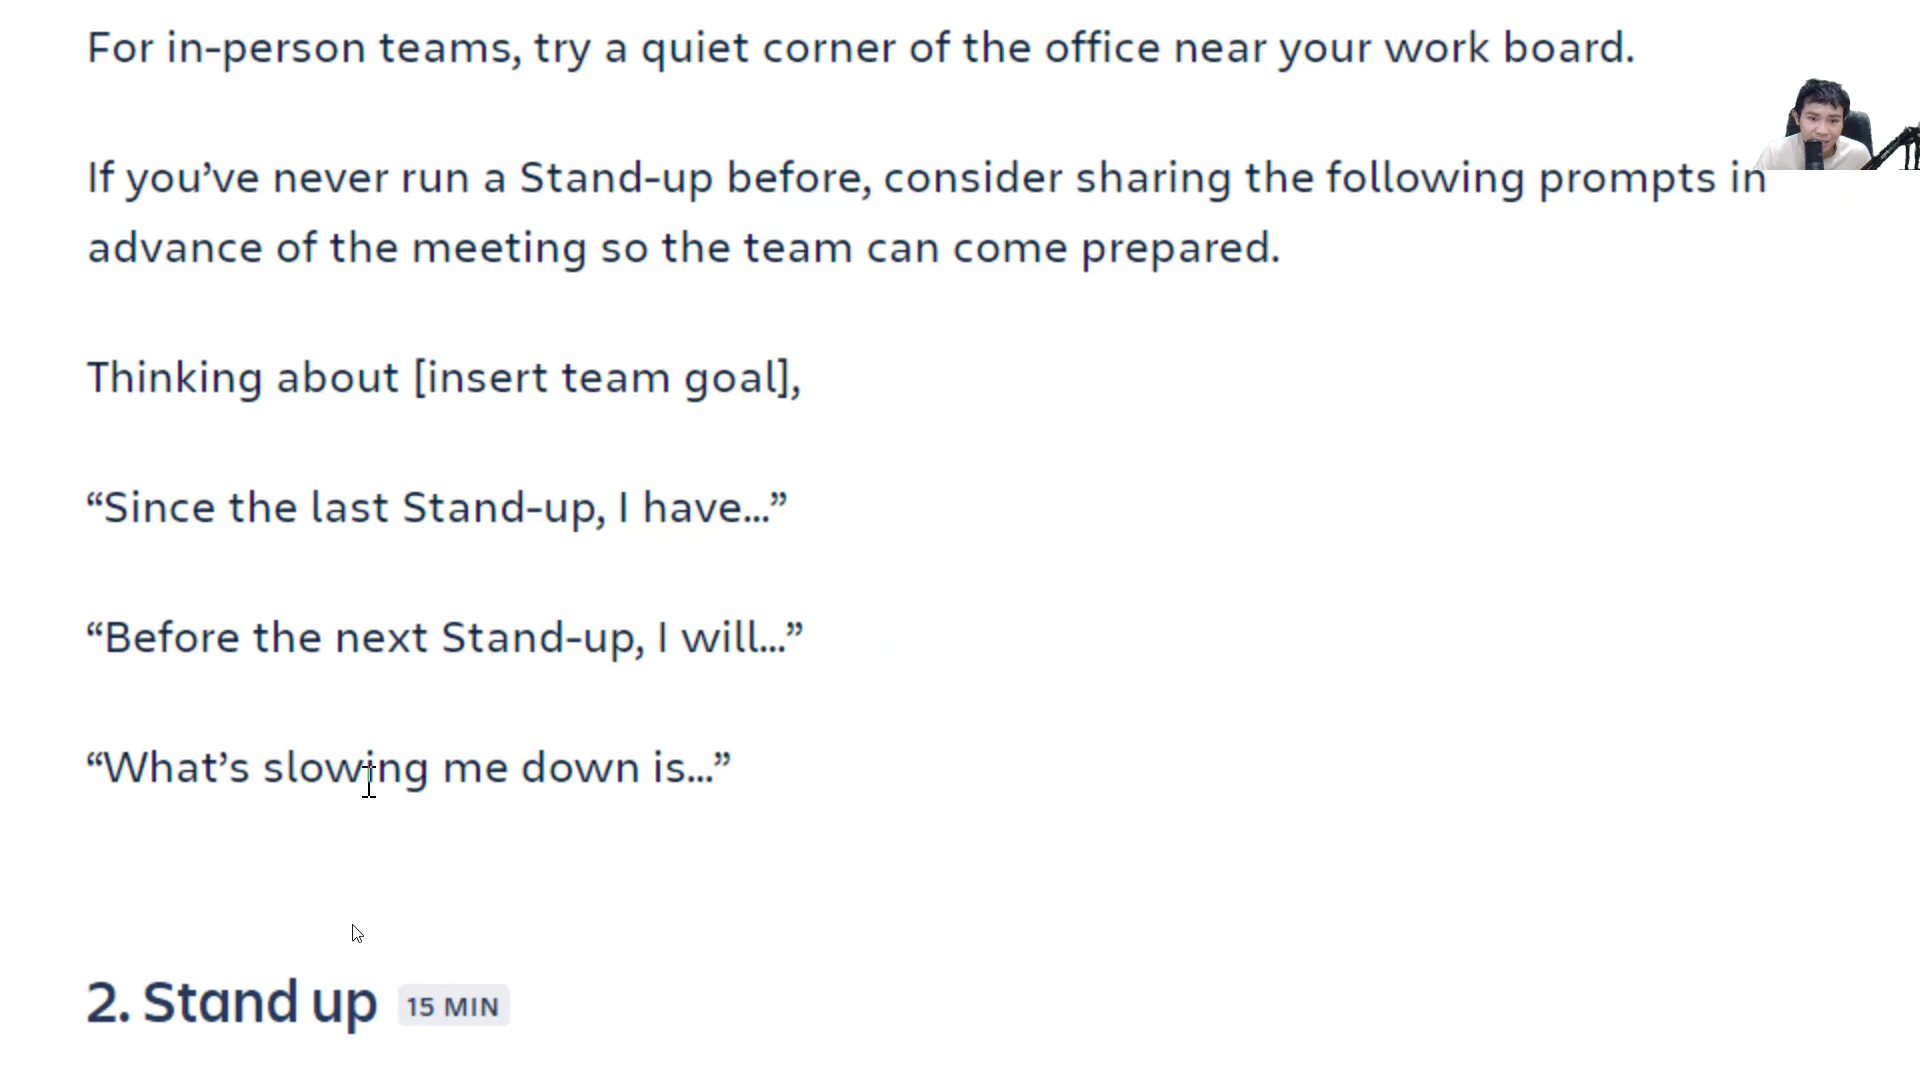 For in-person teams, try a quiet corner of the office near your work board.
If you’ve never run a Stand-up before, consider sharing the following prompts in
advance of the meeting so the team can come prepared.
Thinking about [insert team goal],
“Since the last Stand-up, I have...”
“Before the next Stand-up, I will...”
“What’s slowing me down is...”
2. Stand up 15 MIN